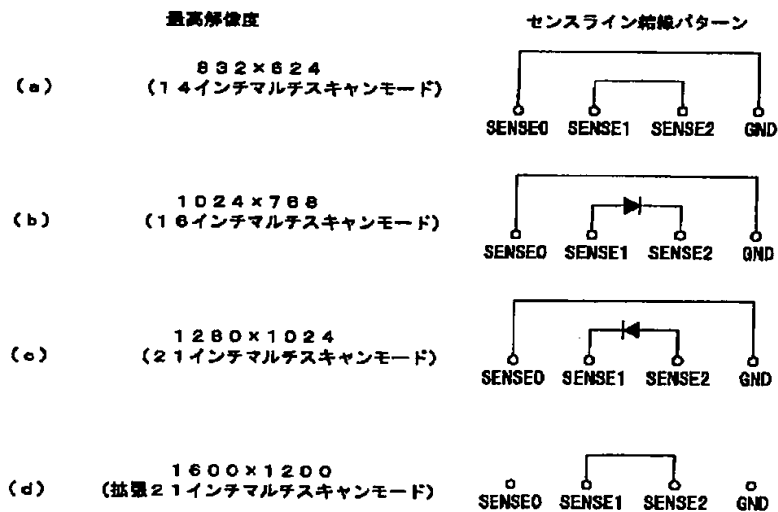 最高解像度 センスライン結線パターン
(a) 832×624
(14インチマルチスキャンモード)
SENSE0 SENSE1 SENSE2 GND
(b) 1024×768
(16インチマルチスキャンモード)
SENSE0 SENSE1 SENSE2 GND
(c) 1280×1024
(21インチマルチスキャンモード)
SENSE0 SENSE1 SENSE2 GND
(d) 1600×1200
(拡張21インチマルチスキャンモード)
SENSE0 SENSE1 SENSE2 GND